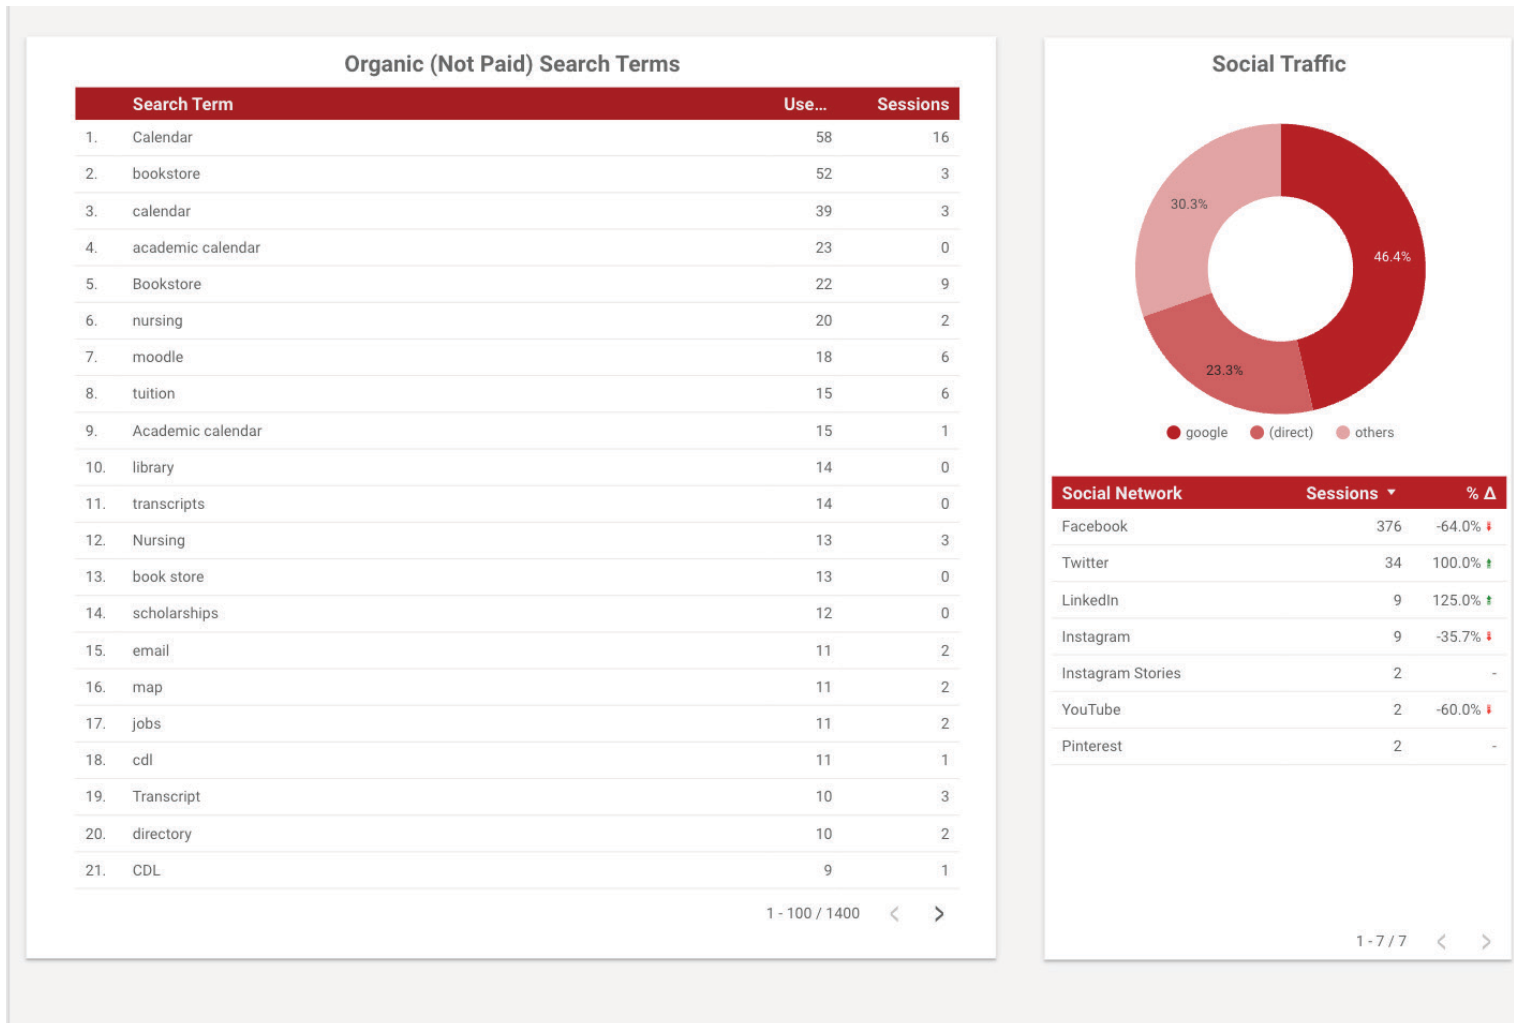 Organic (Not Paid) Search Terms
Search Term Use... Sessions
1. Calendar 58 16
2. bookstore 52 3
3. calendar 39 3
4. academic calendar 23 0
5. Bookstore 22 9
6. nursing 20 2
7. moodle 18 6
8. tuition 15 6
9. Academic calendar 15 1
10. library 14 0
11. transcripts 14 0
12. Nursing 13 3
13. book store 13 0
14. scholarships 12 0
15. email 11 2
16. map 11 2
17. jobs 11 2
18. cdl 11 1
19. Transcript 10 3
20. directory 10 2
21. CDL 9 1
1 - 100 / 1400
Social Traffic
30.3%
46.4%
23.3%
google (direct) others
Social Network Sessions % Δ
Facebook 376 -64.0%
Twitter 34 100.0%
LinkedIn 9 125.0%
Instagram 9 -35.7%
Instagram Stories 2 -
YouTube 2 -60.0%
Pinterest 2 -
1 - 7 / 7